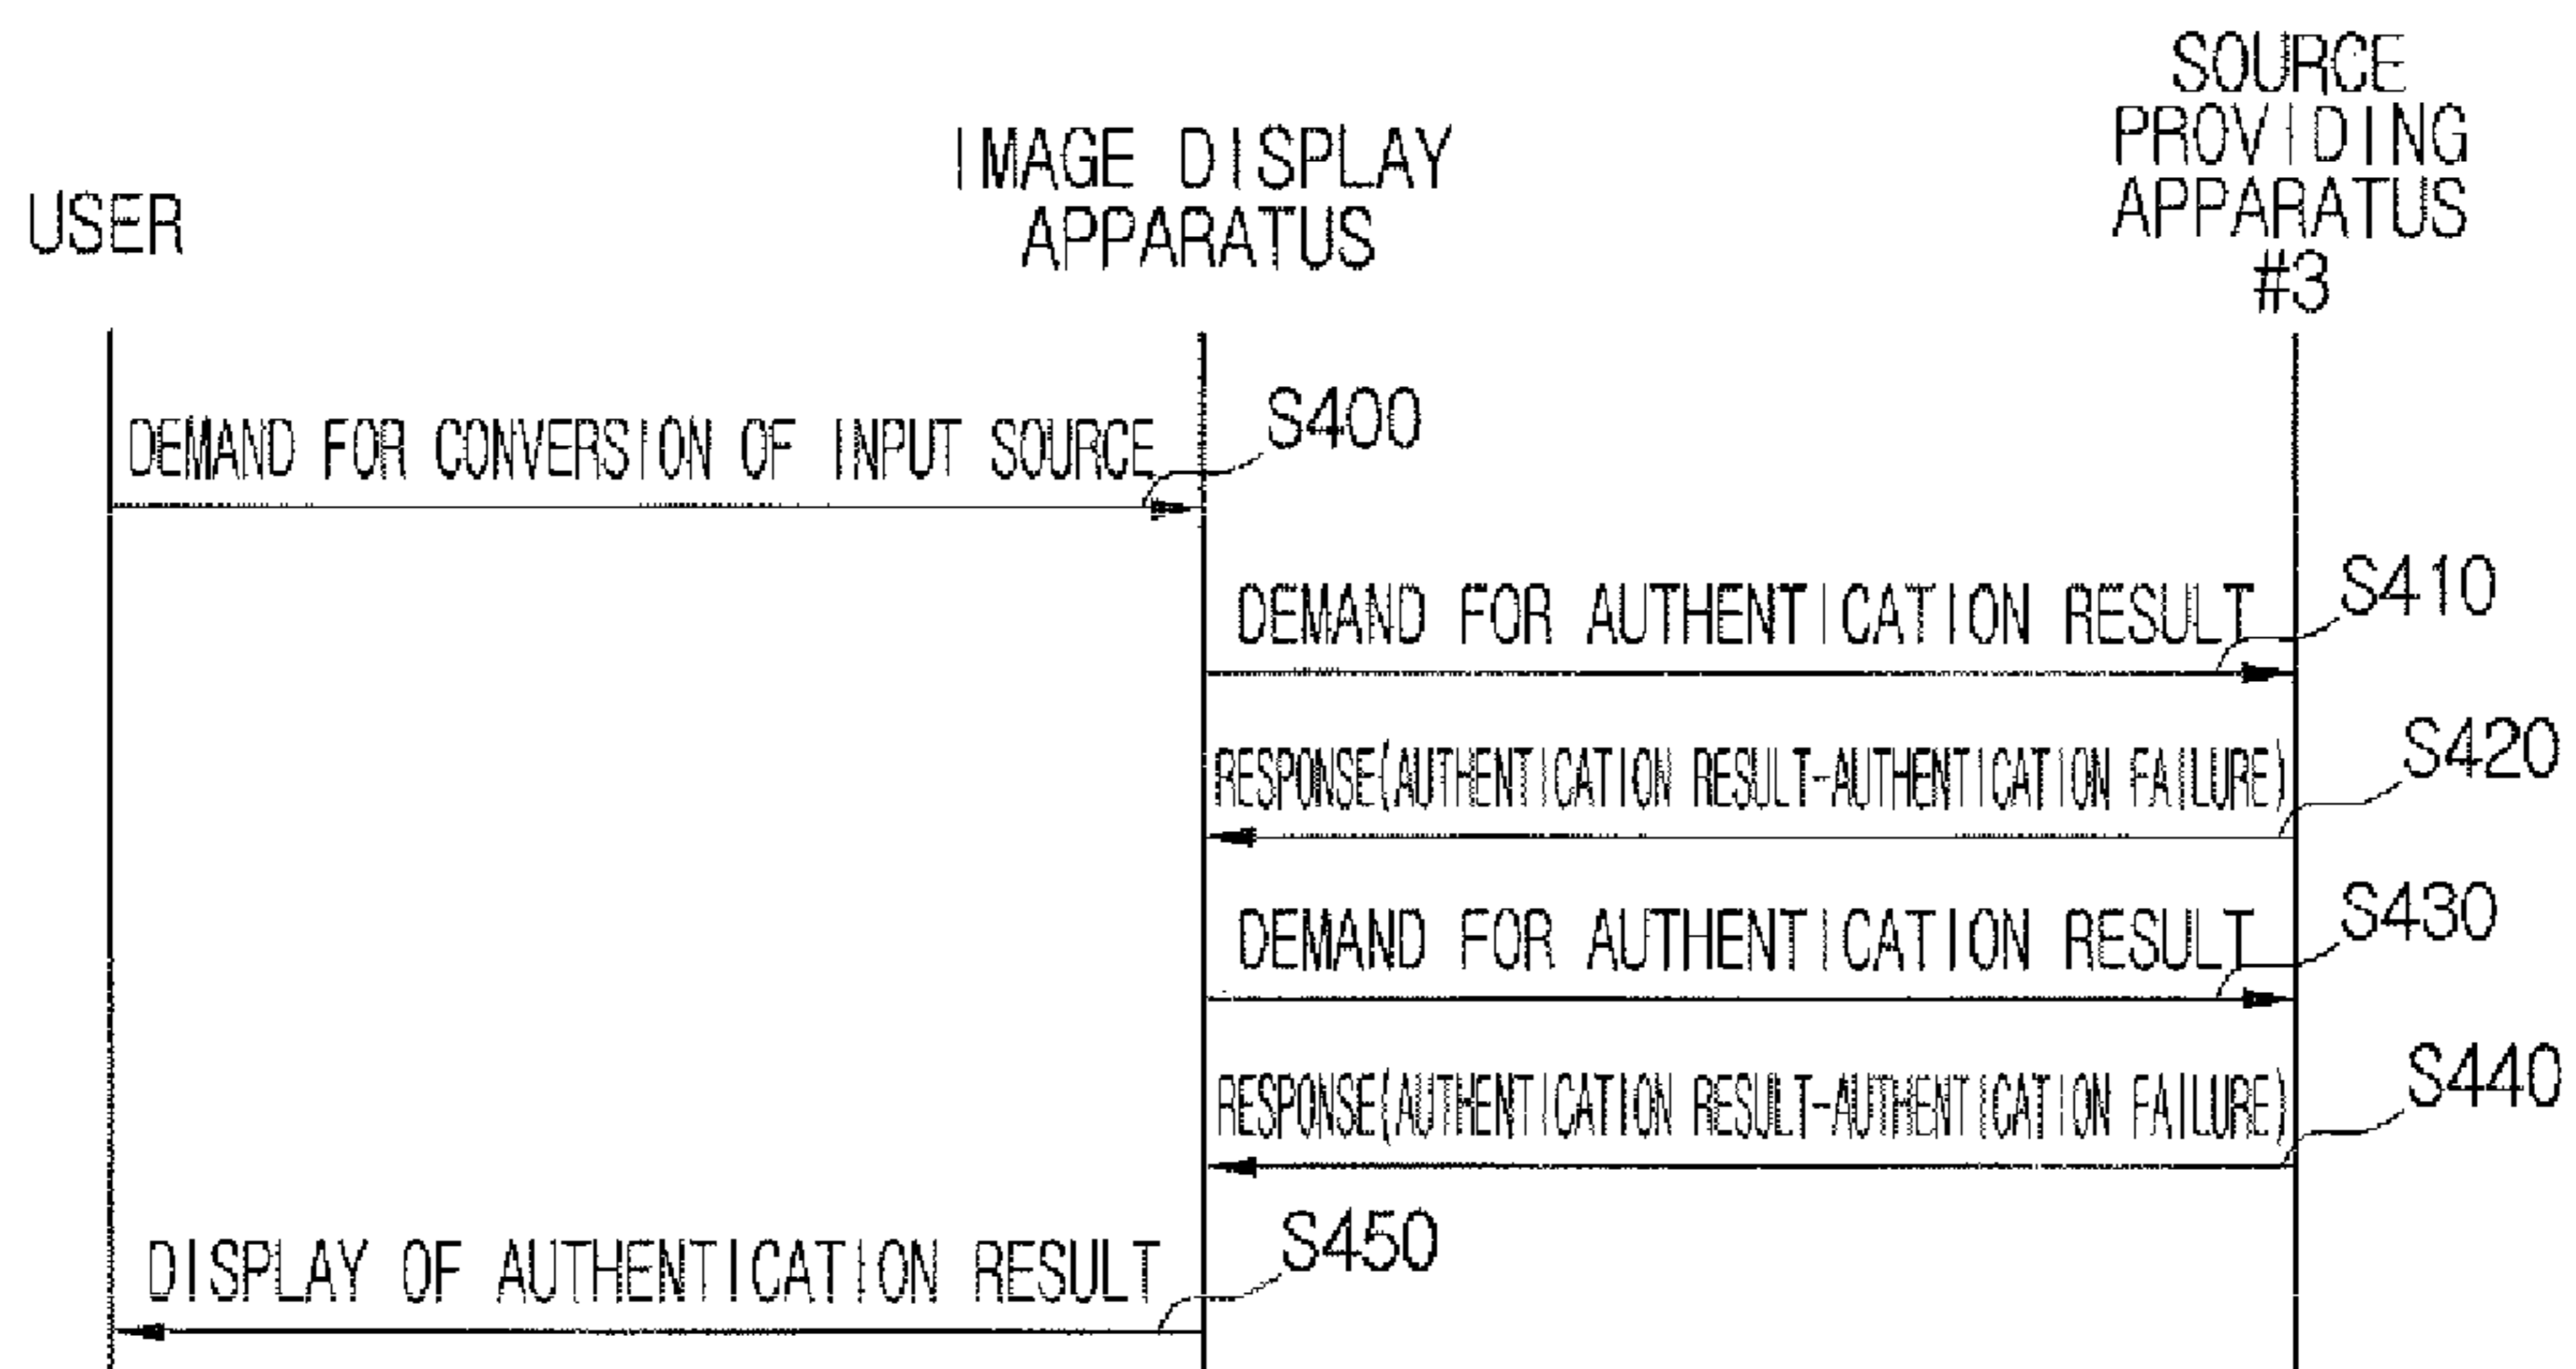 USER
IMAGE DISPLAY
APPARATUS
SOURCE
PROVIDING
APPARATUS
#3
DEMAND FOR CONVERSION OF INPUT SOURCE
S400
DEMAND FOR AUTHENTICATION RESULT
S410
RESPONSE(AUTHENTICATION RESULT-AUTHENTICATION FAILURE)
S420
DEMAND FOR AUTHENTICATION RESULT
S430
RESPONSE(AUTHENTICATION RESULT-AUTHENTICATION FAILURE)
S440
DISPLAY OF AUTHENTICATION RESULT
S450